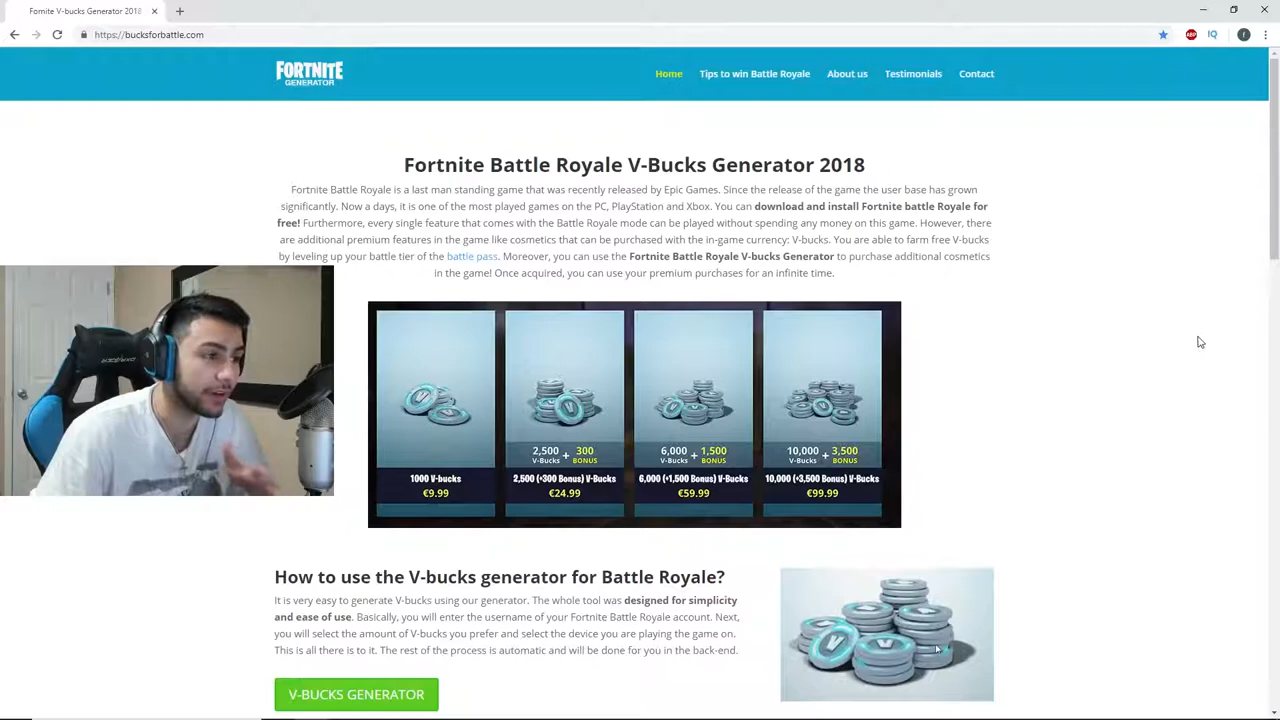 Fornite V-bucks Generator 2018
https://bucksforbattle.com
ABP
IQ
f
FORTNITE
GENERATOR
Home
Tips to win Battle Royale
About us
Testimonials
Contact
Fortnite Battle Royale V-Bucks Generator 2018
Fortnite Battle Royale is a last man standing game that was recently released by Epic Games. Since the release of the game the user base has grown
significantly. Now a days, it is one of the most played games on the PC, PlayStation and Xbox. You can download and install Fortnite battle Royale for
free! Furthermore, every single feature that comes with the Battle Royale mode can be played without spending any money on this game. However, there
are additional premium features in the game like cosmetics that can be purchased with the in-game currency: V-bucks. You are able to farm free V-bucks
by leveling up your battle tier of the battle pass. Moreover, you can use the Fortnite Battle Royale V-bucks Generator to purchase additional cosmetics
in the game! Once acquired, you can use your premium purchases for an infinite time.
2,500 + 300
V-Bucks BONUS
6,000 + 1,500
V-Bucks BONUS
10,000 + 3,500
V-Bucks BONUS
1000 V-bucks
€9.99
2,500 (+300 Bonus) V-Bucks
€24.99
6,000 (+1,500 Bonus) V-Bucks
€59.99
10,000 (+3,500 Bonus) V-Bucks
€99.99
How to use the V-bucks generator for Battle Royale?
It is very easy to generate V-bucks using our generator. The whole tool was designed for simplicity
and ease of use. Basically, you will enter the username of your Fortnite Battle Royale account. Next,
you will select the amount of V-bucks you prefer and select the device you are playing the game on.
This is all there is to it. The rest of the process is automatic and will be done for you in the back-end.
V-BUCKS GENERATOR